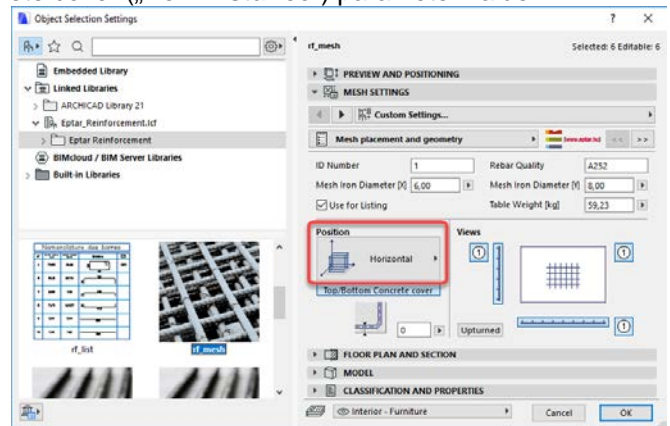 Object Selection Settings
? X
Embedded Library
Linked Libraries
ARCHICAD Library 21
Eptar_Reinforcement.lcf
Eptar Reinforcement
BIMcloud / BIM Server Libraries
Built-in Libraries
rf_list
rf_mesh
rf_mesh
Selected: 6 Editable: 6
PREVIEW AND POSITIONING
MESH SETTINGS
Custom Settings...
Mesh placement and geometry
<< >>
ID Number 1 Rebar Quality A252
Mesh Iron Diameter [X] 6,00 Mesh Iron Diameter [Y] 8,00
Use for Listing Table Weight [kg] 59,23
Position Views
Horizontal
1 1
Top/Bottom Concrete cover
0 Upturned 1
FLOOR PLAN AND SECTION
MODEL
CLASSIFICATION AND PROPERTIES
Interior - Furniture
Cancel OK